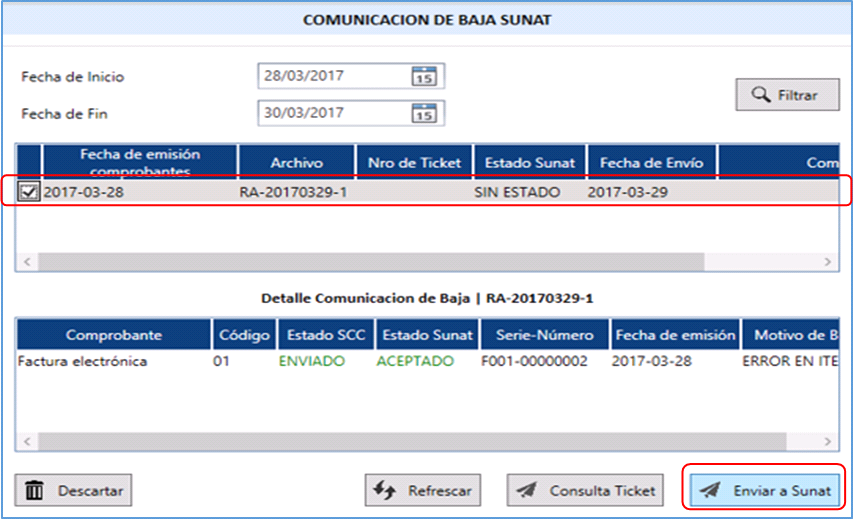 COMUNICACION DE BAJA SUNAT
Fecha de Inicio 28/03/2017 15
Fecha de Fin 30/03/2017 15
Filtrar
Fecha de emisión comprobantes Archivo Nro de Ticket Estado Sunat Fecha de Envío Com
2017-03-28 RA-20170329-1 SIN ESTADO 2017-03-29
Detalle Comunicacion de Baja | RA-20170329-1
Comprobante Código Estado SCC Estado Sunat Serie-Número Fecha de emisión Motivo de B
Factura electrónica 01 ENVIADO ACEPTADO F001-00000002 2017-03-28 ERROR EN ITE
Descartar Refrescar Consulta Ticket Enviar a Sunat